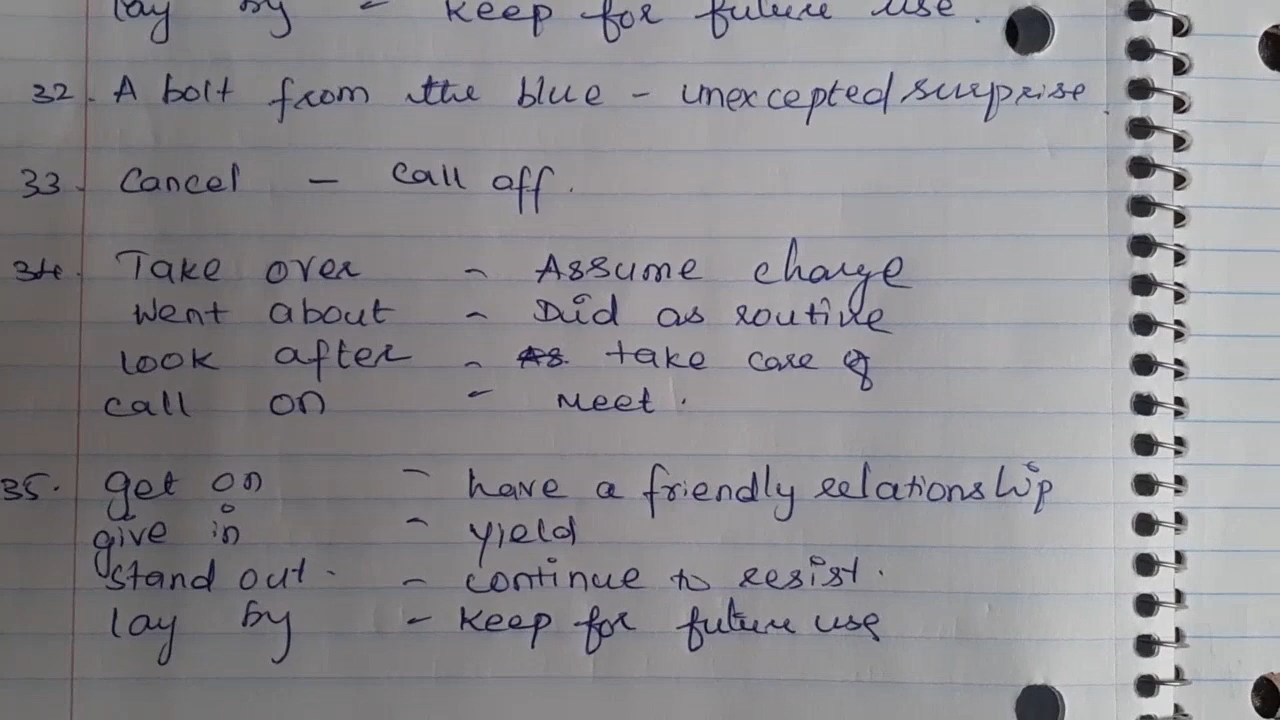 lay by - keep for future use.
32. A bolt from the blue - unexcepted surprise.
33. Cancel - Call off.
34. Take over - Assume charge
Went about - Did as routine
Look after - take care of
call on - Meet.
35. get on - have a friendly relationship
give in - yield
stand out. - continue to resist.
lay by - keep for future use